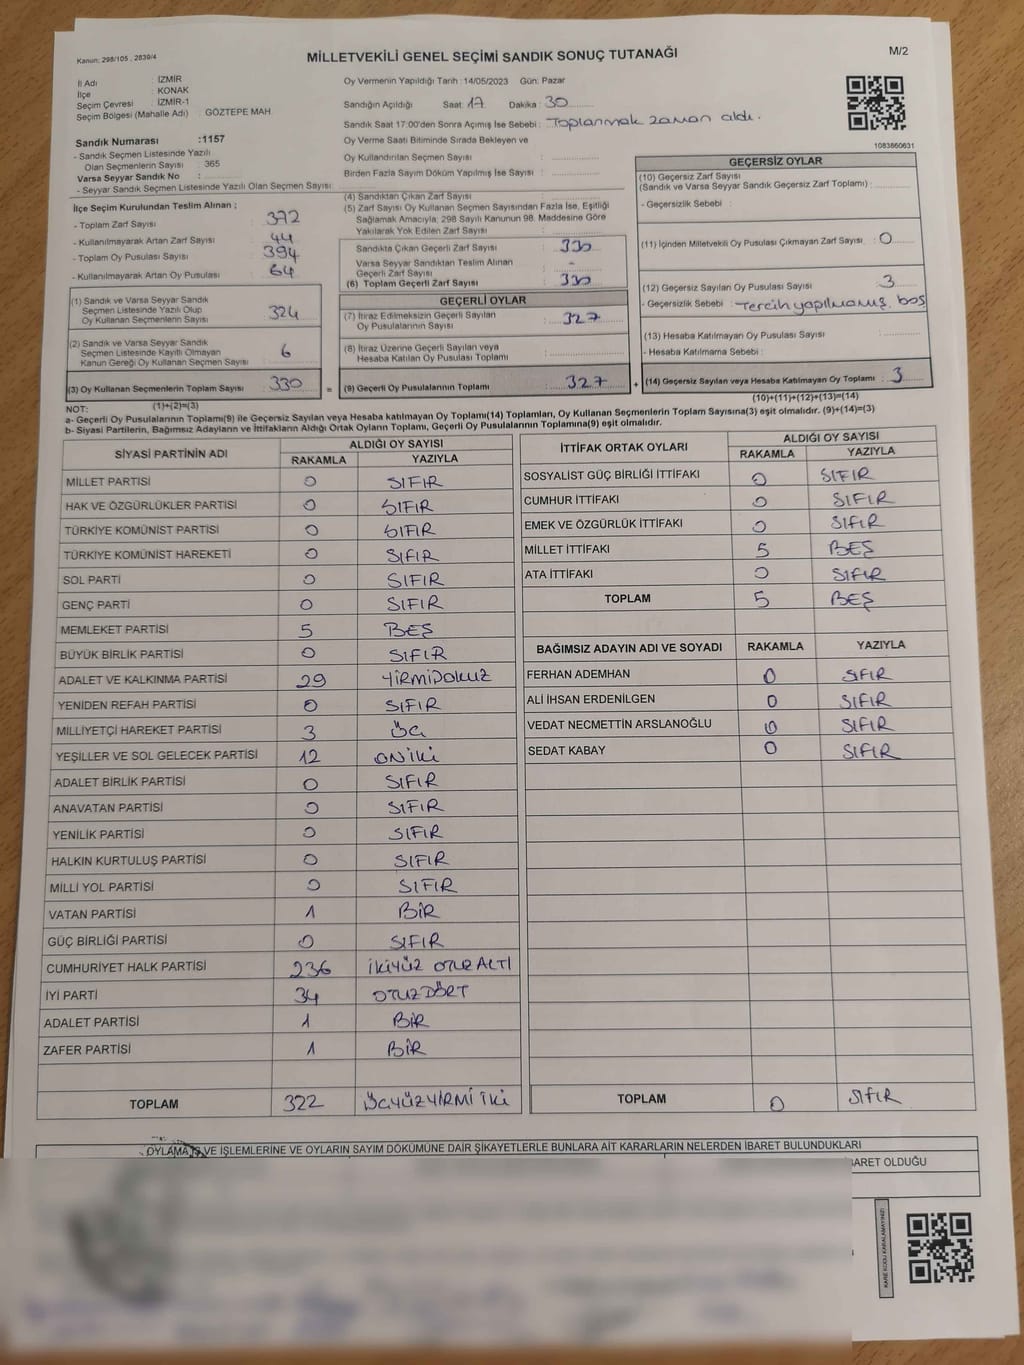 Kanun: 298/105 , 2839/4
MİLLETVEKİLİ GENEL SEÇİMİ SANDIK SONUÇ TUTANAĞI
M/2
İl Adı : İZMİR
İlçe : KONAK
Seçim Çevresi : İZMİR-1
Seçim Bölgesi (Mahalle Adı) : GÖZTEPE MAH
Oy Vermenin Yapıldığı Tarih : 14/05/2023 Gün: Pazar
Sandığın Açıldığı Saat: 17 Dakika : 30
Sandık Saat 17:00'den Sonra Açılmış İse Sebebi : Toplanmak zaman aldı.
Oy Verme Saati Bitiminde Sırada Bekleyen ve
Oy Kullandırılan Seçmen Sayısı :
Birden Fazla Sayım Döküm Yapılmış İse Sayısı :
1083860631
Sandık Numarası :1157
- Sandık Seçmen Listesinde Yazılı
Olan Seçmenlerin Sayısı : 365
Varsa Seyyar Sandık No :
- Seyyar Sandık Seçmen Listesinde Yazılı Olan Seçmen Sayısı:
İlçe Seçim Kurulundan Teslim Alınan ;
- Toplam Zarf Sayısı : 372
- Kullanılmayarak Artan Zarf Sayısı : 44
- Toplam Oy Pusulası Sayısı : 394
- Kullanılmayarak Artan Oy Pusulası : 64
(1) Sandık ve Varsa Seyyar Sandık
Seçmen Listesinde Yazılı Olup
Oy Kullanan Seçmenlerin Sayısı : 324
(2) Sandık ve Varsa Seyyar Sandık
Seçmen Listesinde Kayıtlı Olmayan
Kanun Gereği Oy Kullanan Seçmen Sayısı : 6
(3) Oy Kullanan Seçmenlerin Toplam Sayısı : 330 =
(1)+(2)=(3)
(4) Sandıktan Çıkan Zarf Sayısı :
(5) Zarf Sayısı Oy Kullanan Seçmen Sayısından Fazla İse, Eşitliği
Sağlamak Amacıyla, 298 Sayılı Kanunun 98. Maddesine Göre
Yakılarak Yok Edilen Zarf Sayısı :
Sandıkta Çıkan Geçerli Zarf Sayısı : 330
Varsa Seyyar Sandıktan Teslim Alınan
Geçerli Zarf Sayısı : -
(6) Toplam Geçerli Zarf Sayısı : 330
GEÇERLİ OYLAR
(7) İtiraz Edilmeksizin Geçerli Sayılan
Oy Pusulalarının Sayısı : 327
(8) İtiraz Üzerine Geçerli Sayılan veya
Hesaba Katılan Oy Pusulası Toplamı :
(9) Geçerli Oy Pusulalarının Toplamı : 327 +
GEÇERSİZ OYLAR
(10) Geçersiz Zarf Sayısı
(Sandık ve Varsa Seyyar Sandık Geçersiz Zarf Toplamı) :
- Geçersizlik Sebebi :
(11) İçinden Milletvekili Oy Pusulası Çıkmayan Zarf Sayısı : 0
(12) Geçersiz Sayılan Oy Pusulası Sayısı : 3
- Geçersizlik Sebebi : Tercih yapılmamış, boş
(13) Hesaba Katılmayan Oy Pusulası Sayısı :
- Hesaba Katılmama Sebebi :
(14) Geçersiz Sayılan veya Hesaba Katılmayan Oy Toplamı : 3
(10)+(11)+(12)+(13)=(14)
NOT:
a- Geçerli Oy Pusulalarının Toplamı(9) ile Geçersiz Sayılan veya Hesaba katılmayan Oy Toplamı(14) Toplamları, Oy Kullanan Seçmenlerin Toplam Sayısına(3) eşit olmalıdır. (9)+(14)=(3)
b- Siyasi Partilerin, Bağımsız Adayların ve İttifakların Aldığı Ortak Oyların Toplamı, Geçerli Oy Pusulalarının Toplamına(9) eşit olmalıdır.
SİYASİ PARTİNİN ADI ALDIĞI OY SAYISI
RAKAMLA YAZIYLA
MİLLET PARTİSİ 0 SIFIR
HAK VE ÖZGÜRLÜKLER PARTİSİ 0 SIFIR
TÜRKİYE KOMÜNİST PARTİSİ 0 SIFIR
TÜRKİYE KOMÜNİST HAREKETİ 0 SIFIR
SOL PARTİ 0 SIFIR
GENÇ PARTİ 0 SIFIR
MEMLEKET PARTİSİ 5 BEŞ
BÜYÜK BİRLİK PARTİSİ 0 SIFIR
ADALET VE KALKINMA PARTİSİ 29 YİRMİDOKUZ
YENİDEN REFAH PARTİSİ 0 SIFIR
MİLLİYETÇİ HAREKET PARTİSİ 3 ÜÇ
YEŞİLLER VE SOL GELECEK PARTİSİ 12 ONİKİ
ADALET BİRLİK PARTİSİ 0 SIFIR
ANAVATAN PARTİSİ 0 SIFIR
YENİLİK PARTİSİ 0 SIFIR
HALKIN KURTULUŞ PARTİSİ 0 SIFIR
MİLLİ YOL PARTİSİ 0 SIFIR
VATAN PARTİSİ 1 BİR
GÜÇ BİRLİĞİ PARTİSİ 0 SIFIR
CUMHURİYET HALK PARTİSİ 236 İKİYÜZ OTUZALTI
İYİ PARTİ 34 OTUZDÖRT
ADALET PARTİSİ 1 BİR
ZAFER PARTİSİ 1 BİR
TOPLAM 322 ÜÇYÜZYİRMİ İKİ
İTTİFAK ORTAK OYLARI ALDIĞI OY SAYISI
RAKAMLA YAZIYLA
SOSYALİST GÜÇ BİRLİĞİ İTTİFAKI 0 SIFIR
CUMHUR İTTİFAKI 0 SIFIR
EMEK VE ÖZGÜRLÜK İTTİFAKI 0 SIFIR
MİLLET İTTİFAKI 5 BEŞ
ATA İTTİFAKI 0 SIFIR
TOPLAM 5 BEŞ
BAĞIMSIZ ADAYIN ADI VE SOYADI RAKAMLA YAZIYLA
FERHAN ADEMHAN 0 SIFIR
ALİ İHSAN ERDENİLGEN 0 SIFIR
VEDAT NECMETTİN ARSLANOĞLU 0 SIFIR
SEDAT KABAY 0 SIFIR
TOPLAM 0 SIFIR
OYLAMA İŞ VE İŞLEMLERİNE VE OYLARIN SAYIM DÖKÜMÜNE DAİR ŞİKAYETLERLE BUNLARA AİT KARARLARIN NELERDEN İBARET BULUNDUKLARI
İBARET OLDUĞU
KARE KODU KARALAMAYINIZ!